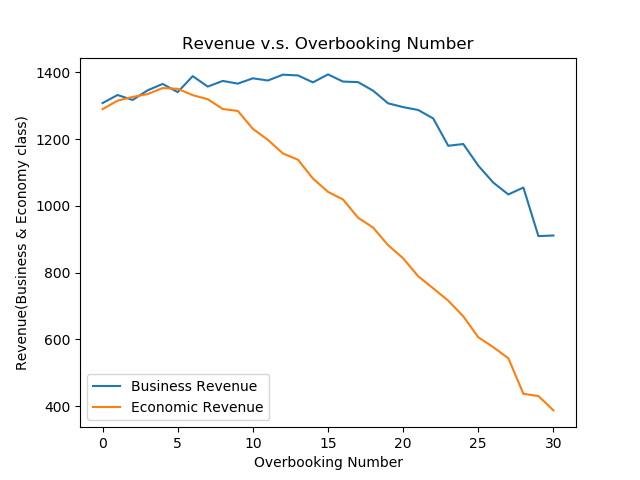 Revenue v.s. Overbooking Number
1400
1200
1000
800
600
400
Revenue(Business & Economy class)
Business Revenue
Economic Revenue
0 5 10 15 20 25 30
Overbooking Number